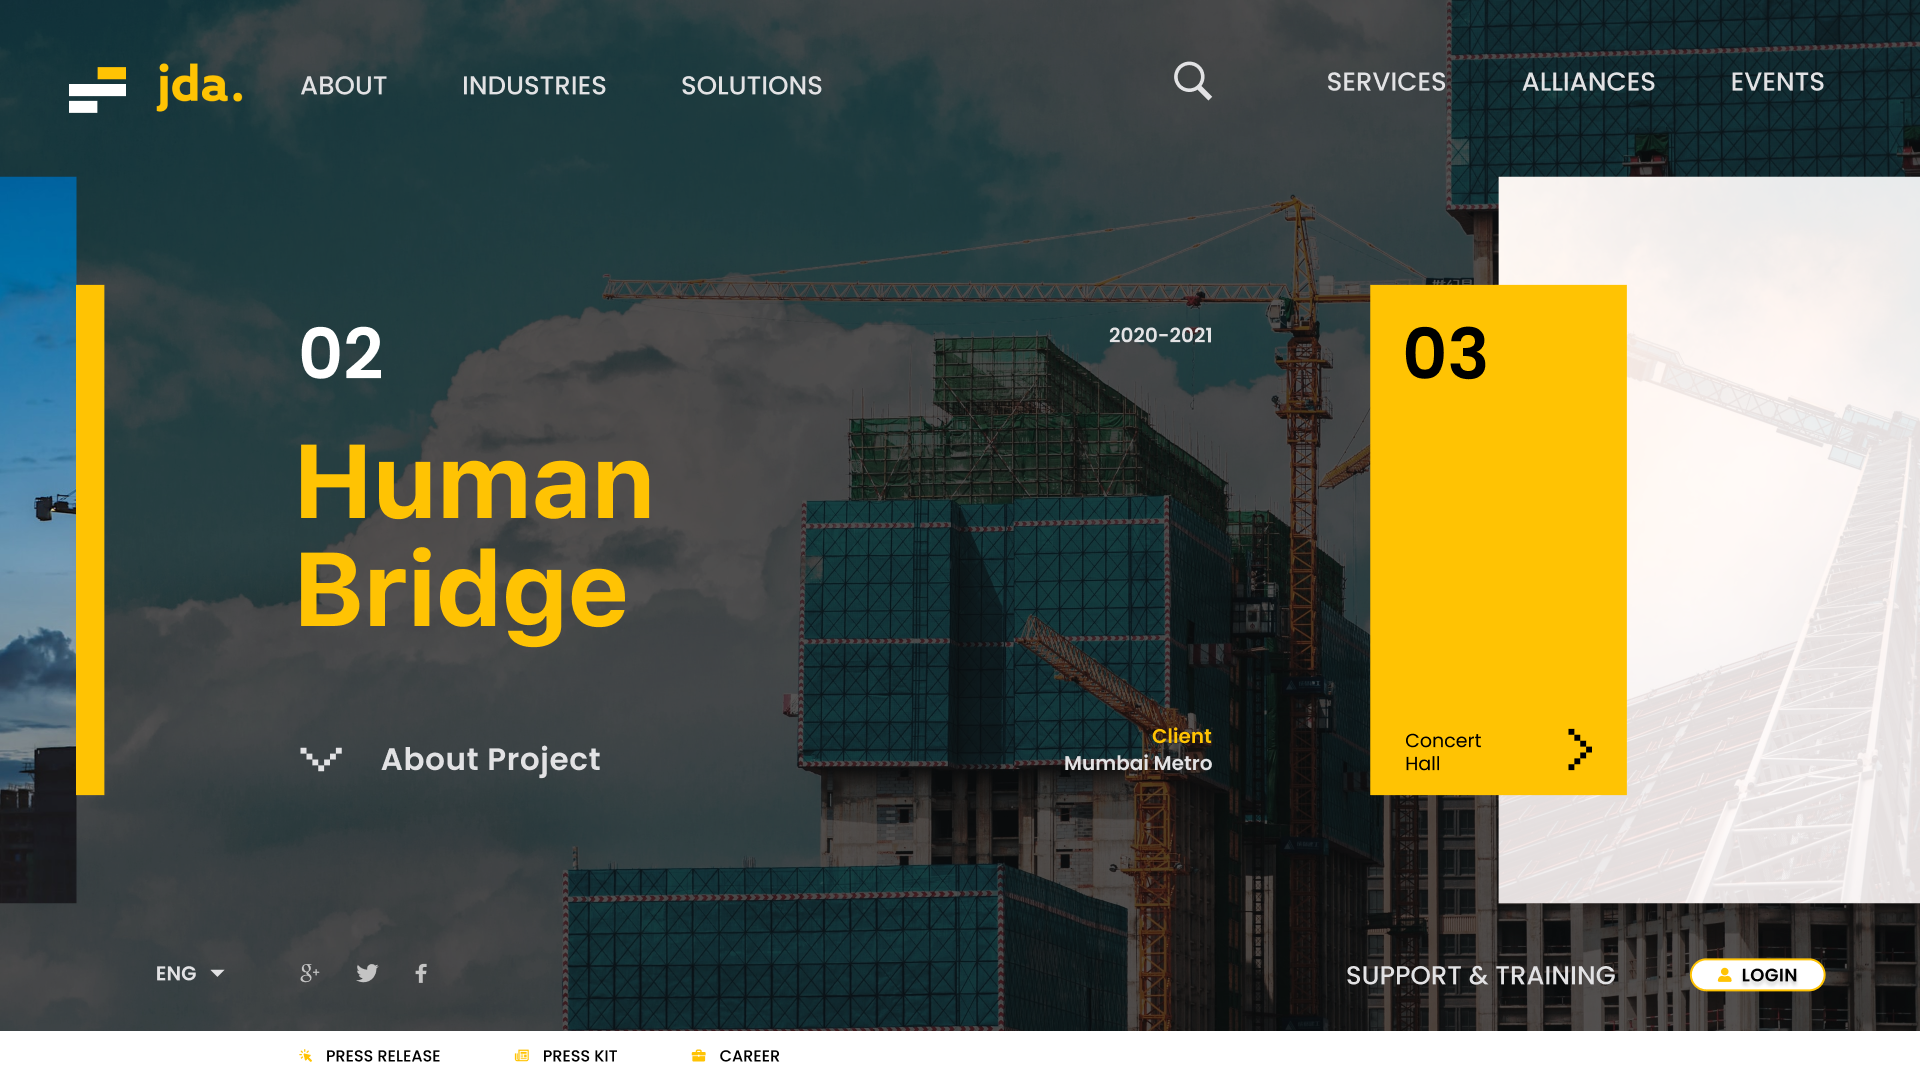 jda.
ABOUT
INDUSTRIES
SOLUTIONS
SERVICES
ALLIANCES
EVENTS
02
2020-2021
Human
Bridge
About Project
Client
Mumbai Metro
03
Concert
Hall
ENG
g+
SUPPORT & TRAINING
LOGIN
PRESS RELEASE
PRESS KIT
CAREER